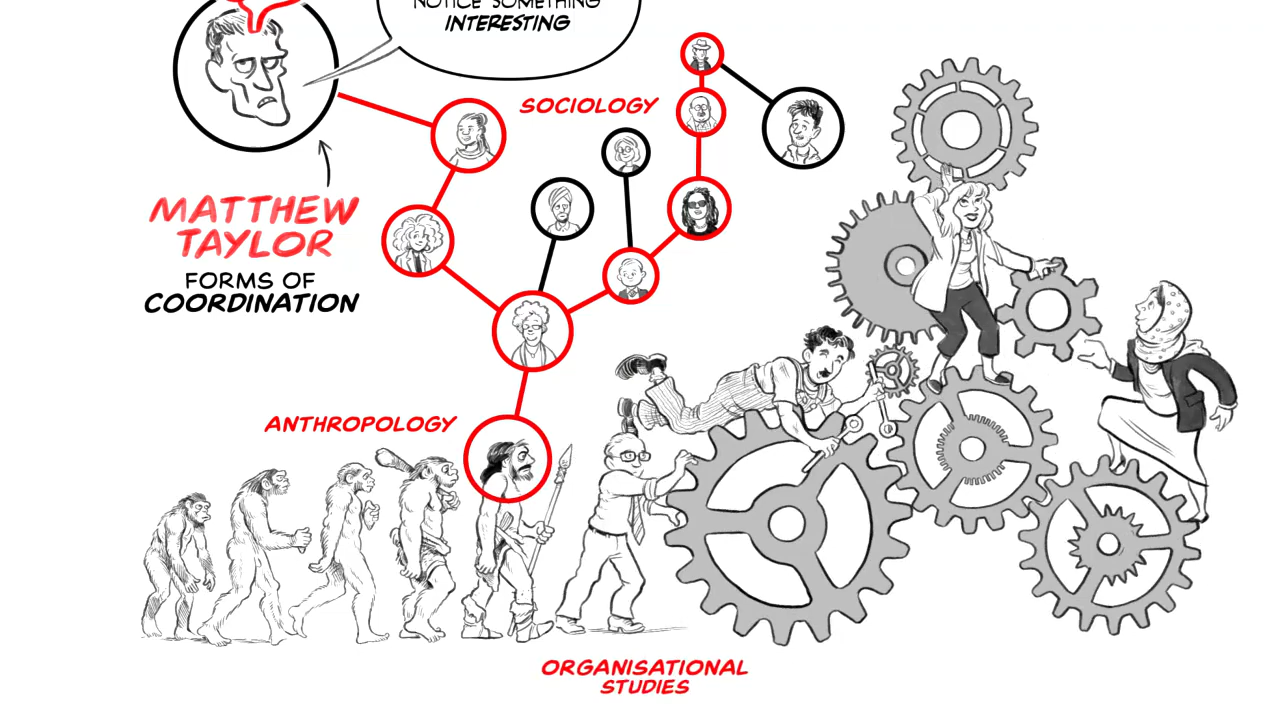 NOTICE SOMETHING
INTERESTING
SOCIOLOGY
MATTHEW
TAYLOR
FORMS OF
COORDINATION
ANTHROPOLOGY
ORGANISATIONAL
STUDIES